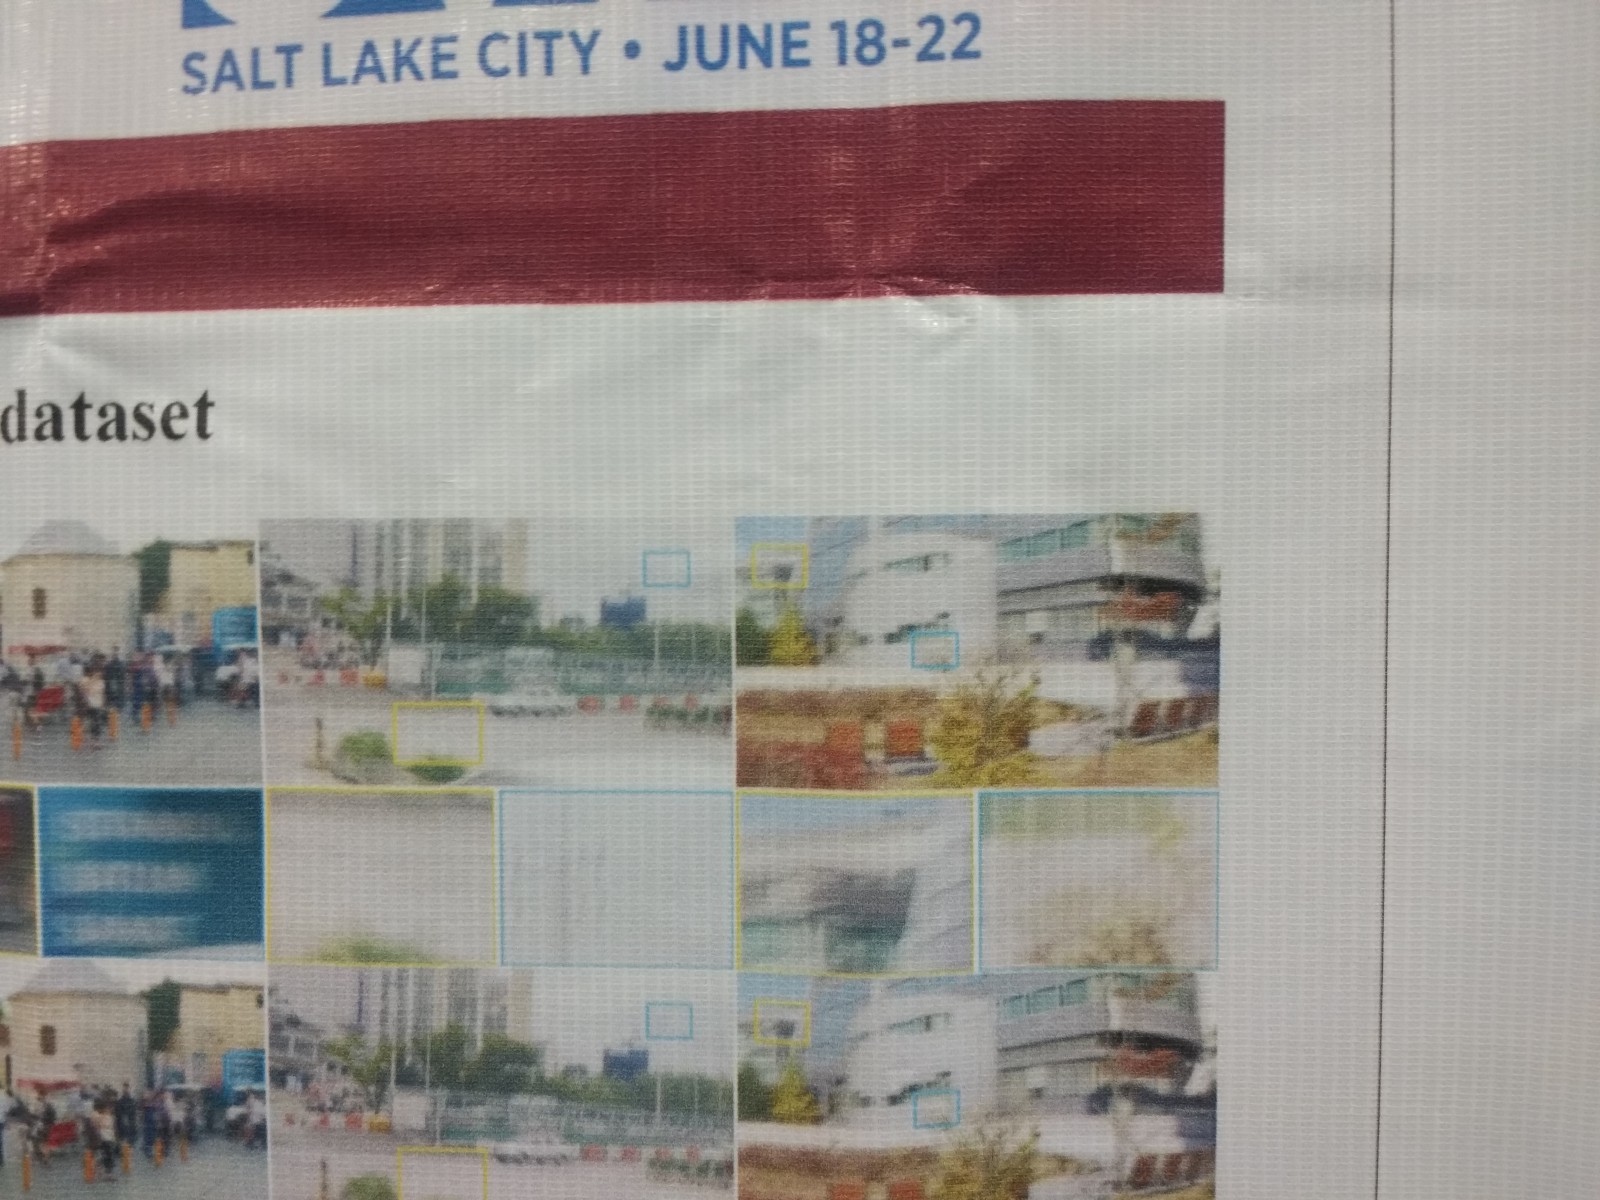 SALT LAKE CITY • JUNE 18-22
dataset